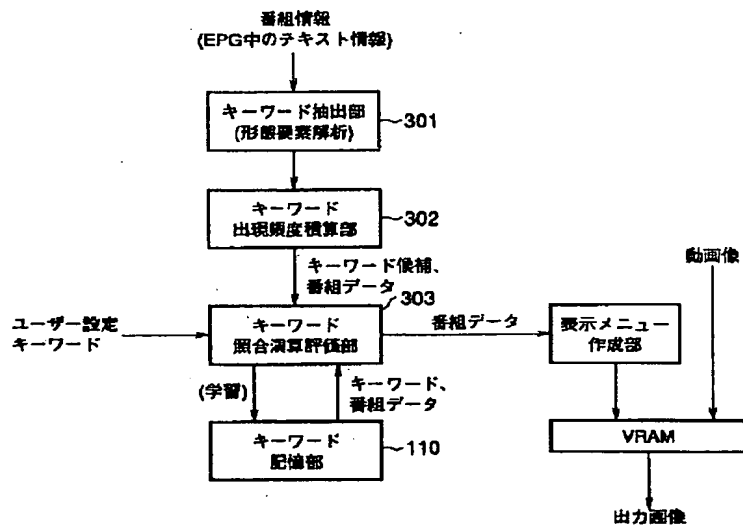 番組情報
(EPG中のテキスト情報)
キーワード抽出部
(形態要素解析)
301
キーワード
出現頻度積算部
302
キーワード候補、
番組データ
303
動画像
ユーザー設定
キーワード
キーワード
照合演算評価部
番組データ
表示メニュー
作成部
(学習)
キーワード、
番組データ
キーワード
記憶部
110
VRAM
出力画像